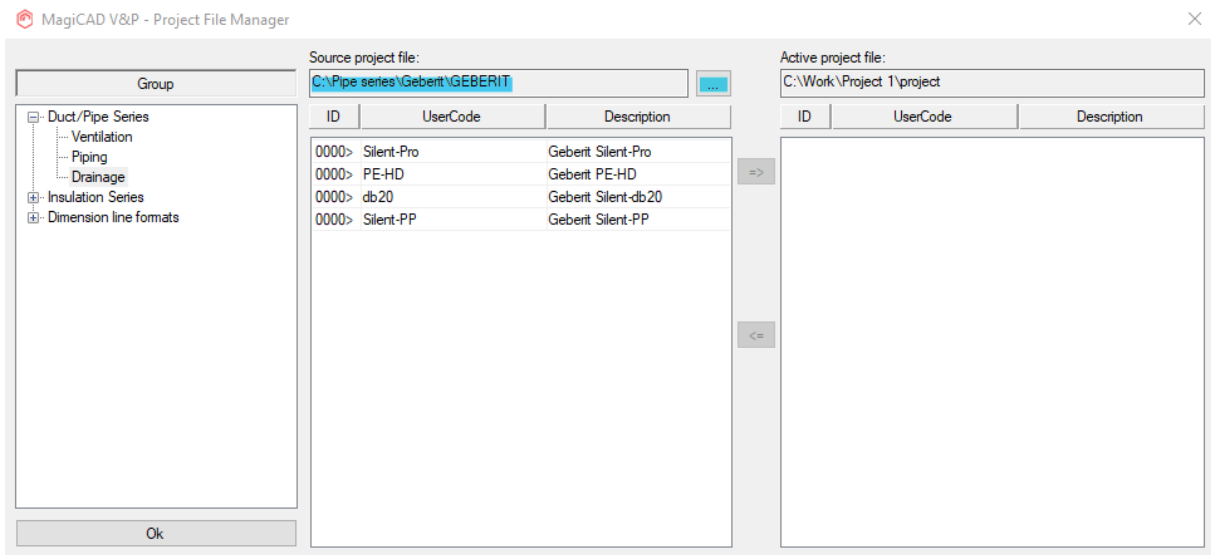 MagiCAD V&P - Project File Manager
Group
Duct/Pipe Series
Ventilation
Piping
Drainage
Insulation Series
Dimension line formats
Ok
Source project file:
C:\Pipe series\Geberit\GEBERIT
...
ID UserCode Description
0000> Silent-Pro Geberit Silent-Pro
0000> PE-HD Geberit PE-HD
0000> db20 Geberit Silent-db20
0000> Silent-PP Geberit Silent-PP
=>
<=
Active project file:
C:\Work\Project 1\project
ID UserCode Description